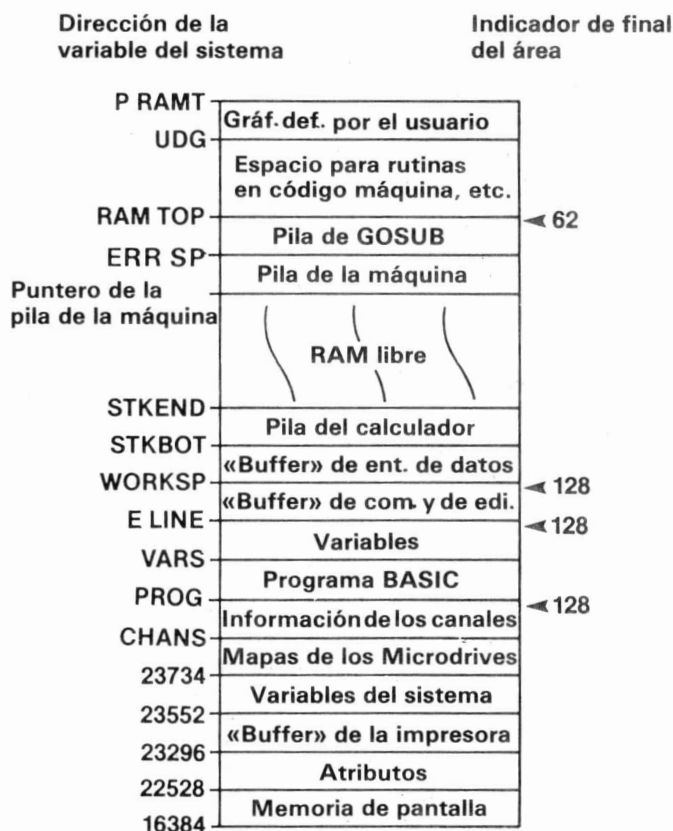 Dirección de la
variable del sistema
Indicador de final
del área
P RAMT
Gráf. def. por el usuario
UDG
Espacio para rutinas
en código máquina, etc.
RAM TOP
62
Pila de GOSUB
ERR SP
Pila de la máquina
Puntero de la
pila de la máquina
RAM libre
STKEND
Pila del calculador
STKBOT
«Buffer» de ent. de datos
WORKSP
128
«Buffer» de com. y de edi.
E LINE
128
Variables
VARS
Programa BASIC
PROG
128
Información de los canales
CHANS
Mapas de los Microdrives
23734
Variables del sistema
23552
«Buffer» de la impresora
23296
Atributos
22528
Memoria de pantalla
16384